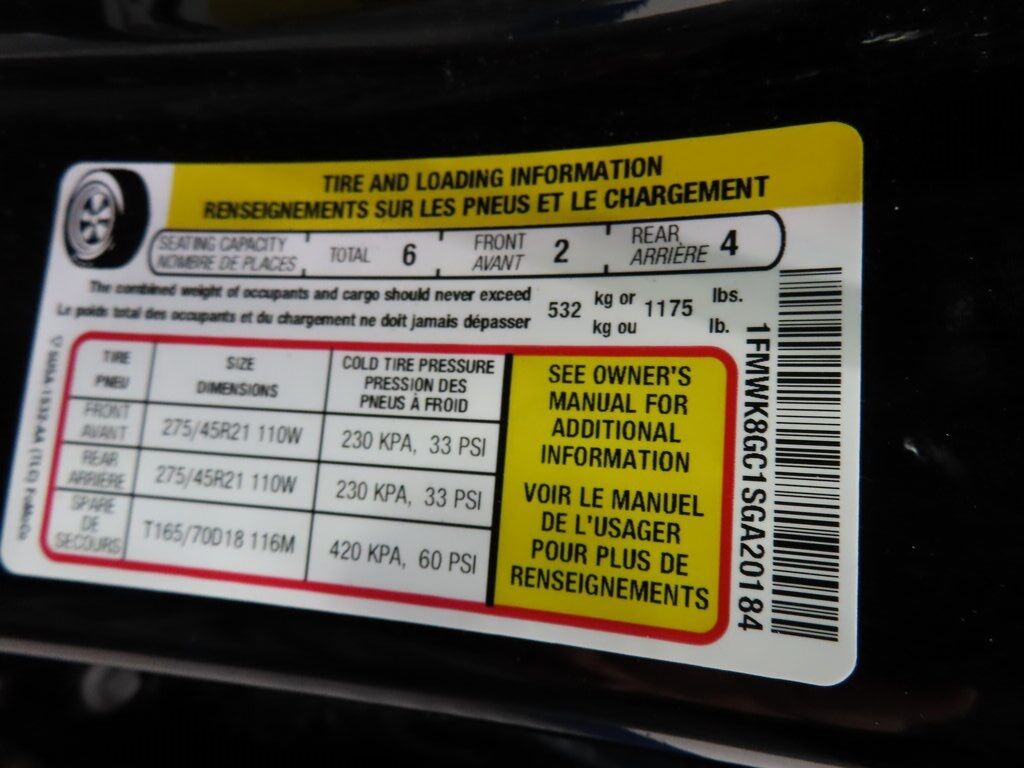 TIRE AND LOADING INFORMATION
RENSEIGNEMENTS SUR LES PNEUS ET LE CHARGEMENT
SEATING CAPACITY
NOMBRE DE PLACES
TOTAL 6
FRONT
AVANT
2
REAR
ARRIÈRE
4
The combined weight of occupants and cargo should never exceed
Le poids total des occupants et du chargement ne doit jamais dépasser
532
kg or
kg ou
1175
lbs.
lb.
TIRE
PNEU
SIZE
DIMENSIONS
COLD TIRE PRESSURE
PRESSION DES
PNEUS À FROID
FRONT
AVANT
275/45R21 110W
230 KPA, 33 PSI
REAR
ARRIÈRE
275/45R21 110W
230 KPA, 33 PSI
SPARE
DE
SECOURS
T165/70D18 116M
420 KPA, 60 PSI
SEE OWNER'S
MANUAL FOR
ADDITIONAL
INFORMATION
VOIR LE MANUEL
DE L'USAGER
POUR PLUS DE
RENSEIGNEMENTS
1FMWK8GC1SGA20184